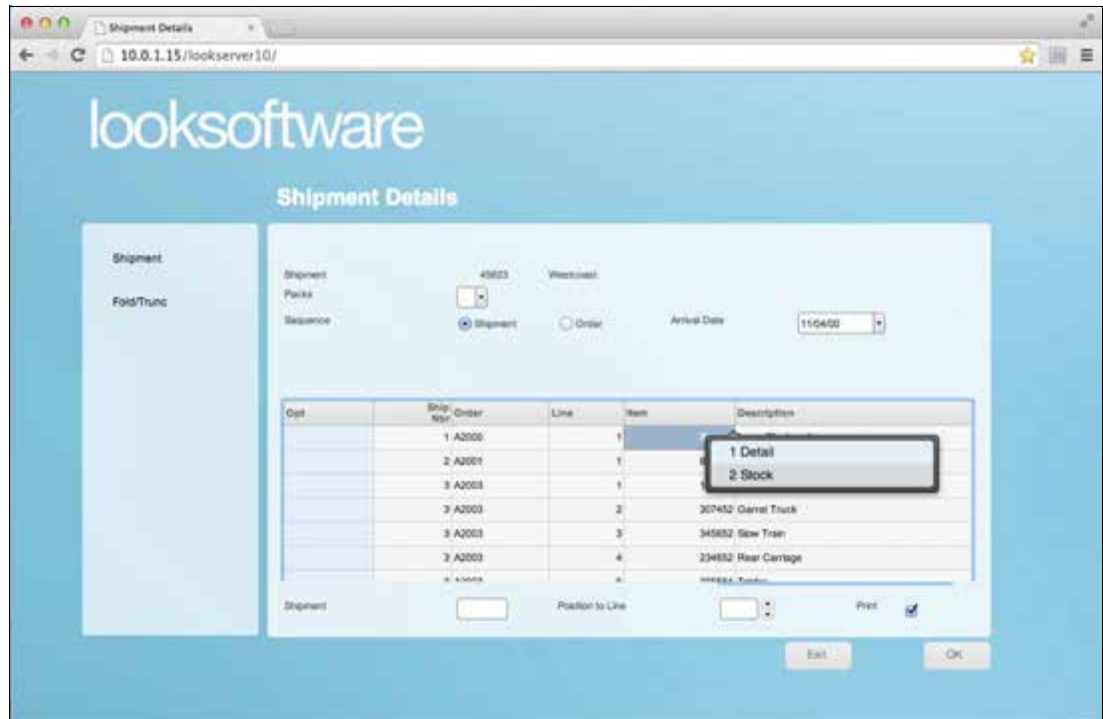 Shipment Details
10.0.1.15/lookserver10/
looksoftware
Shipment Details
Shipment
Fold/Trunc
Shipment 45623 Westcoast
Packs
Sequence Shipment Order Arrival Date 11/04/00
Opt Ship Nbr Order Line Item Description
1 A2000 1
2 A2001 1
3 A2003 1
3 A2003 2 307452 Garrel Truck
3 A2003 3 345652 Slow Train
3 A2003 4 234652 Rear Carriage
1 Detail
2 Stock
Shipment Position to Line Print
Exit OK